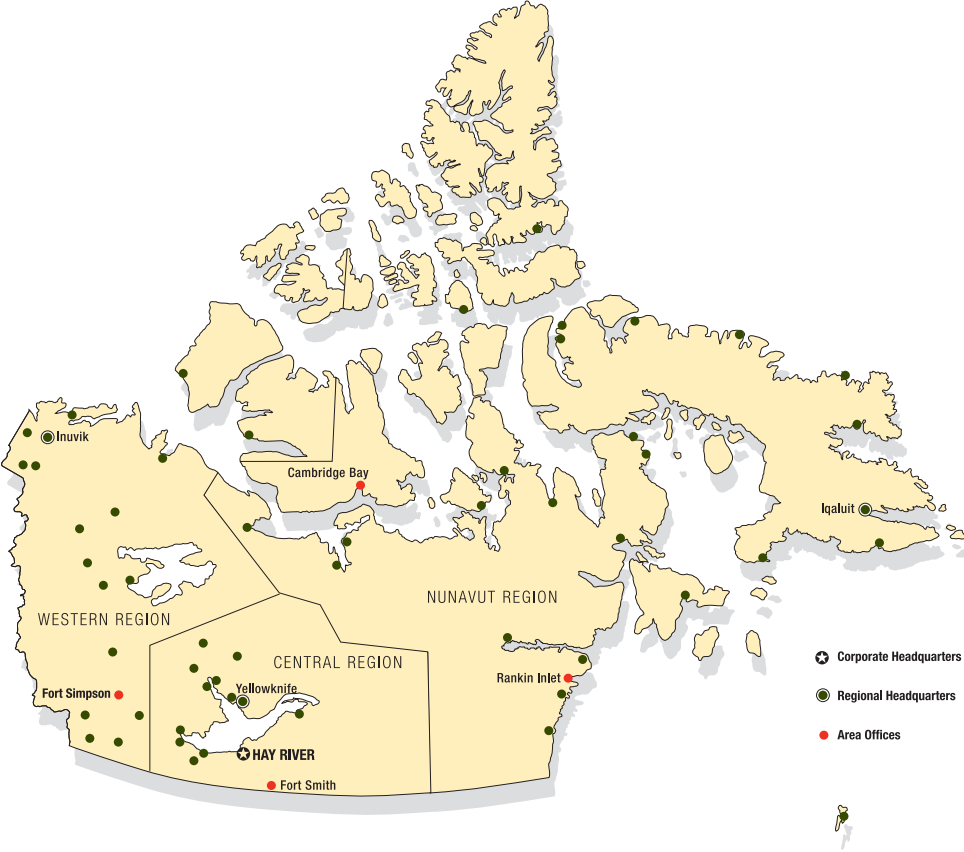 Inuvik
Cambridge Bay
Iqaluit
NUNAVUT REGION
WESTERN REGION
CENTRAL REGION
Rankin Inlet
Fort Simpson
Yellowknife
HAY RIVER
Fort Smith
Corporate Headquarters
Regional Headquarters
Area Offices